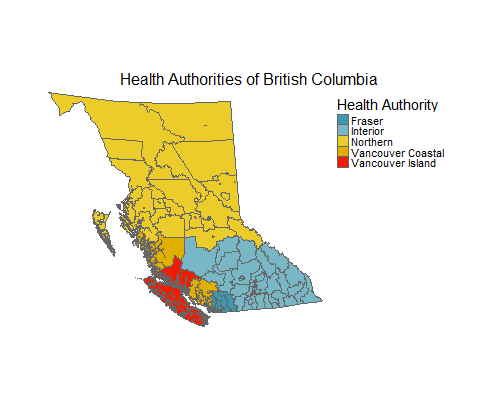 Health Authorities of British Columbia
Health Authority
Fraser
Interior
Northern
Vancouver Coastal
Vancouver Island